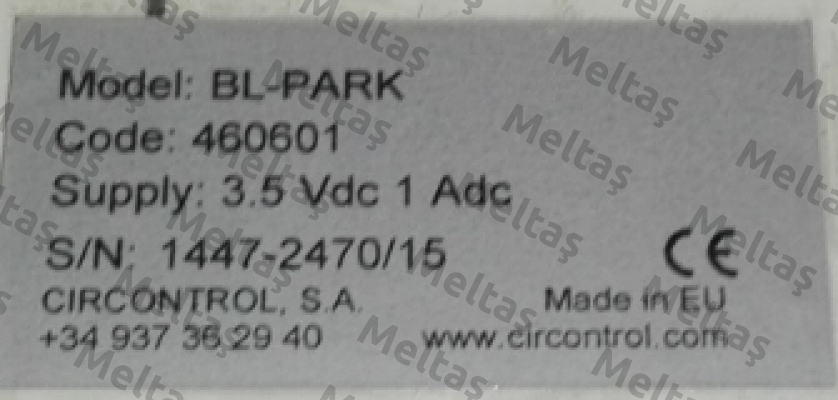 Model: BL-PARK
Code: 460601
Supply: 3.5 Vdc 1 Adc
S/N: 1447-2470/15
CE
CIRCONTROL, S.A.
Made in EU
+34 937 36 29 40
www.circontrol.com
Meltaş